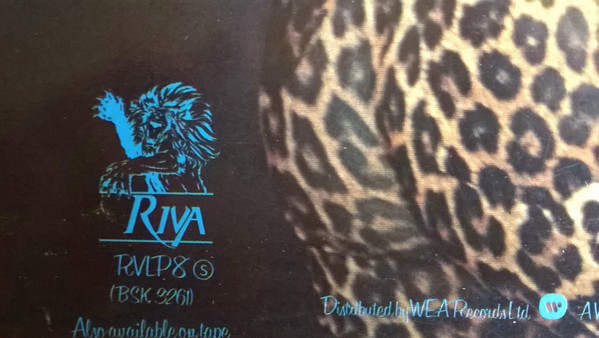 RIVA
RVLP8 Ⓢ
(BSK 3261)
Also available on tape
Distributed by WEA Records Ltd.